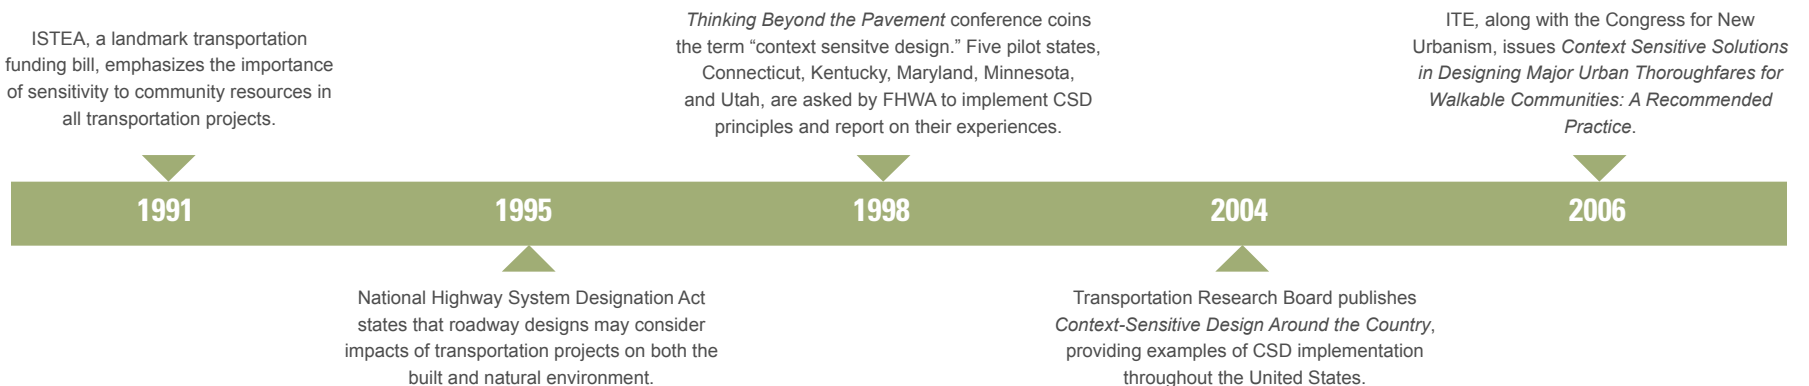 ISTEA, a landmark transportation
funding bill, emphasizes the importance
of sensitivity to community resources in
all transportation projects.
Thinking Beyond the Pavement conference coins
the term “context sensitve design.” Five pilot states,
Connecticut, Kentucky, Maryland, Minnesota,
and Utah, are asked by FHWA to implement CSD
principles and report on their experiences.
ITE, along with the Congress for New
Urbanism, issues Context Sensitive Solutions
in Designing Major Urban Thoroughfares for
Walkable Communities: A Recommended
Practice.
1991
1995
1998
2004
2006
National Highway System Designation Act
states that roadway designs may consider
impacts of transportation projects on both the
built and natural environment.
Transportation Research Board publishes
Context-Sensitive Design Around the Country,
providing examples of CSD implementation
throughout the United States.